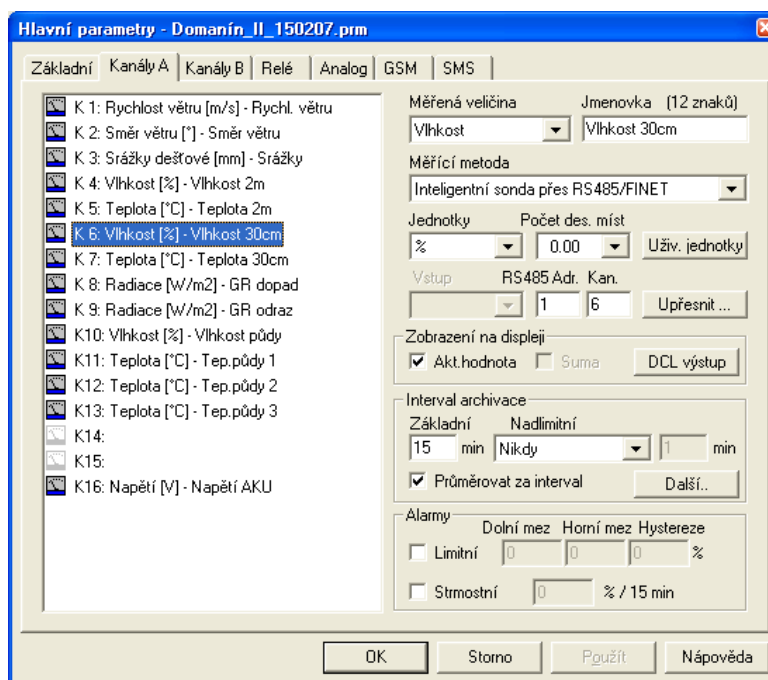 Hlavní parametry - Domanín_II_150207.prm
Základní Kanály A Kanály B Relé Analog GSM SMS
K 1: Rychlost větru [m/s] - Rychl. větru
K 2: Směr větru [°] - Směr větru
K 3: Srážky dešťové [mm] - Srážky
K 4: Vlhkost [%] - Vlhkost 2m
K 5: Teplota [°C] - Teplota 2m
K 6: Vlhkost [%] - Vlhkost 30cm
K 7: Teplota [°C] - Teplota 30cm
K 8: Radiace [W/m2] - GR dopad
K 9: Radiace [W/m2] - GR odraz
K10: Vlhkost [%] - Vlhkost půdy
K11: Teplota [°C] - Tep.půdy 1
K12: Teplota [°C] - Tep.půdy 2
K13: Teplota [°C] - Tep.půdy 3
K14:
K15:
K16: Napětí [V] - Napětí AKU
Měřená veličina Jmenovka (12 znaků)
Vlhkost Vlhkost 30cm
Měřící metoda
Inteligentní sonda přes RS485/FINET
Jednotky Počet des. míst
% 0.00 Uživ. jednotky
Vstup RS485 Adr. Kan.
1 6 Upřesnit ...
Zobrazení na displeji
Akt.hodnota Suma DCL výstup
Interval archivace
Základní Nadlimitní
15 min Nikdy 1 min
Průměrovat za interval Další..
Alarmy
Dolní mez Horní mez Hystereze
Limitní 0 0 0 %
Strmostní 0 % / 15 min
OK Storno Použít Nápověda